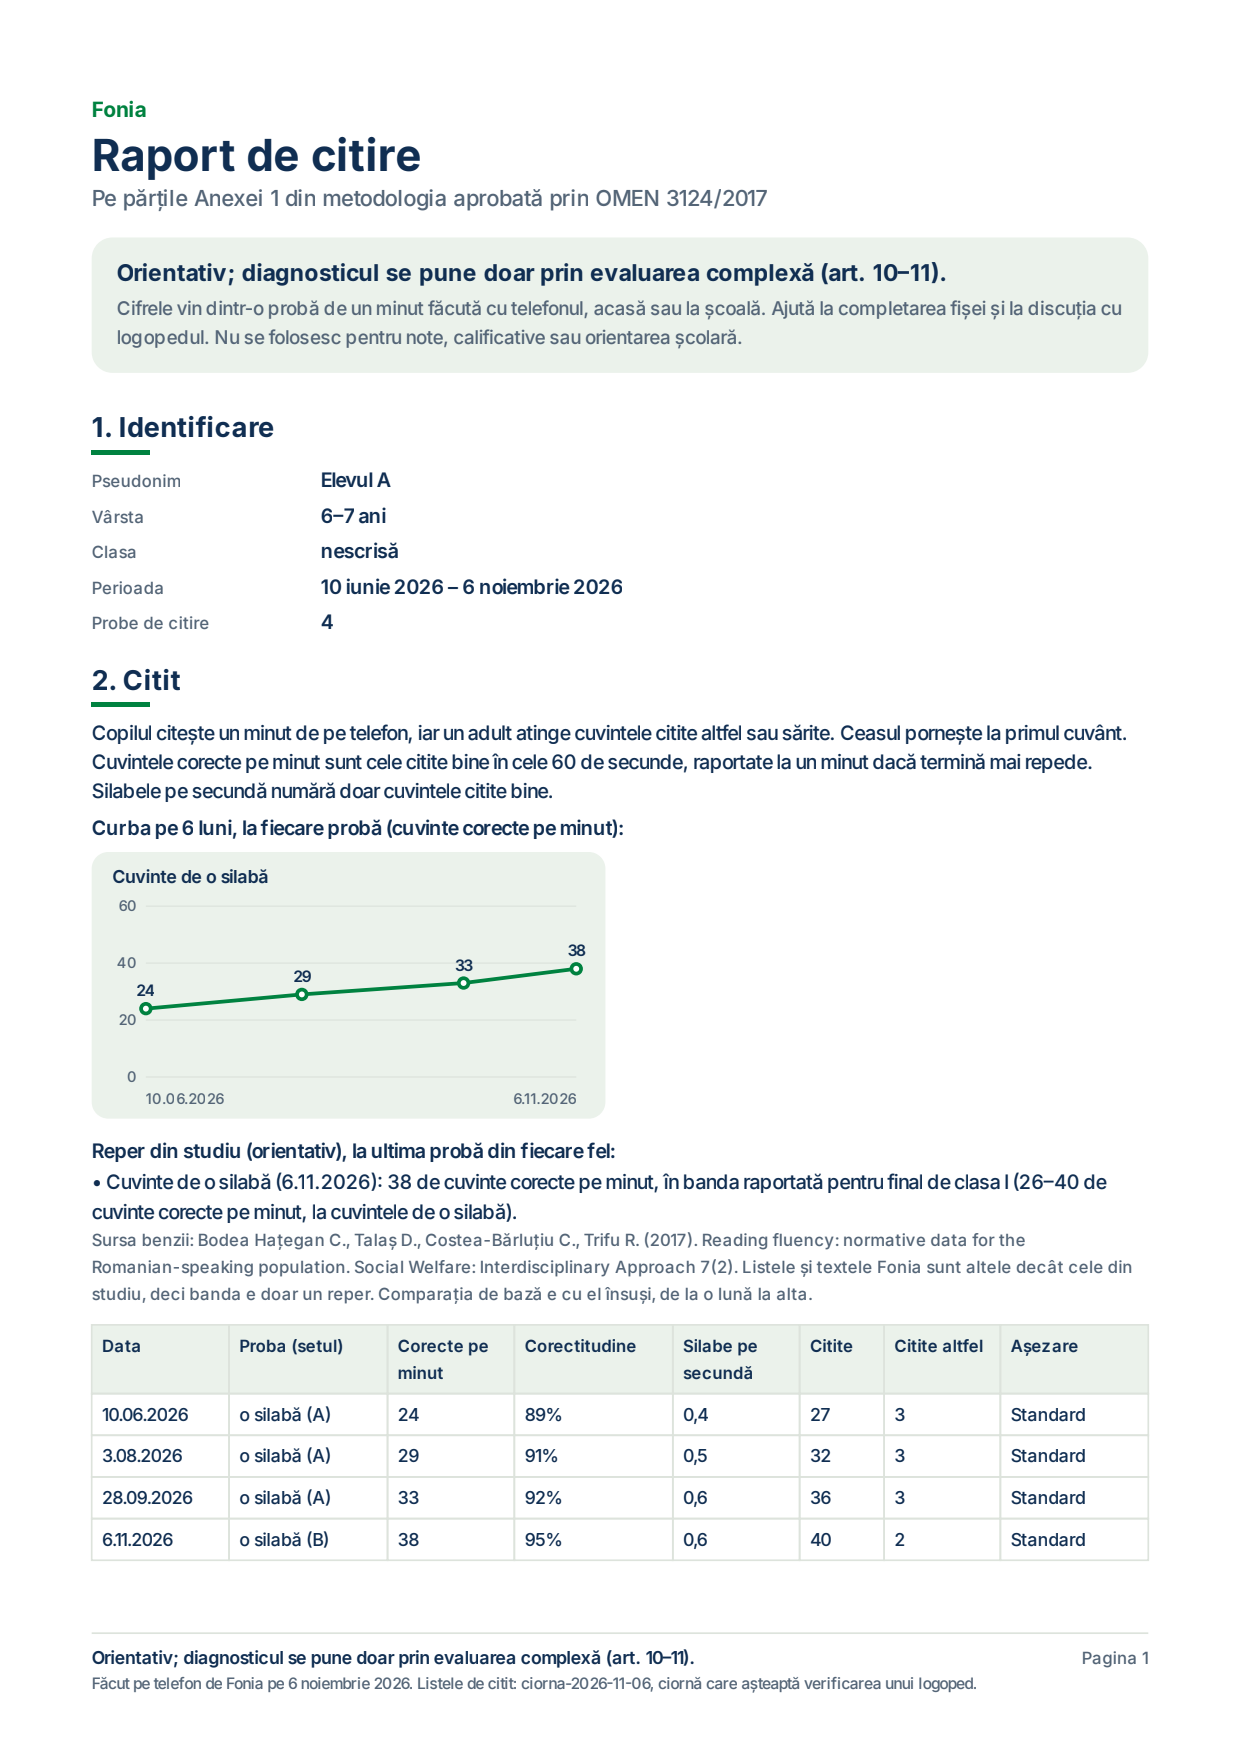 Fonia
Raport de citire
Pe părțile Anexei 1 din metodologia aprobată prin OMEN 3124/2017
Orientativ; diagnosticul se pune doar prin evaluarea complexă (art. 10–11).
Cifrele vin dintr-o probă de un minut făcută cu telefonul, acasă sau la școală. Ajută la completarea fișei și la discuția cu
logopedul. Nu se folosesc pentru note, calificative sau orientarea școlară.
1. Identificare
Pseudonim Elevul A
Vârsta 6–7 ani
Clasa nescrisă
Perioada 10 iunie 2026 – 6 noiembrie 2026
Probe de citire 4
2. Citit
Copilul citește un minut de pe telefon, iar un adult atinge cuvintele citite altfel sau sărite. Ceasul pornește la primul cuvânt.
Cuvintele corecte pe minut sunt cele citite bine în cele 60 de secunde, raportate la un minut dacă termină mai repede.
Silabele pe secundă numără doar cuvintele citite bine.
Curba pe 6 luni, la fiecare probă (cuvinte corecte pe minut):
Cuvinte de o silabă
60
40
20
0
24
29
33
38
10.06.2026 6.11.2026
Reper din studiu (orientativ), la ultima probă din fiecare fel:
• Cuvinte de o silabă (6.11.2026): 38 de cuvinte corecte pe minut, în banda raportată pentru final de clasa I (26–40 de
cuvinte corecte pe minut, la cuvintele de o silabă).
Sursa benzii: Bodea Hațegan C., Talaș D., Costea-Bărluțiu C., Trifu R. (2017). Reading fluency: normative data for the
Romanian-speaking population. Social Welfare: Interdisciplinary Approach 7(2). Listele și textele Fonia sunt altele decât cele din
studiu, deci banda e doar un reper. Comparația de bază e cu el însuși, de la o lună la alta.
Data Proba (setul) Corecte pe minut Corectitudine Silabe pe secundă Citite Citite altfel Așezare
10.06.2026 o silabă (A) 24 89% 0,4 27 3 Standard
3.08.2026 o silabă (A) 29 91% 0,5 32 3 Standard
28.09.2026 o silabă (A) 33 92% 0,6 36 3 Standard
6.11.2026 o silabă (B) 38 95% 0,6 40 2 Standard
Orientativ; diagnosticul se pune doar prin evaluarea complexă (art. 10–11). Pagina 1
Făcut pe telefon de Fonia pe 6 noiembrie 2026. Listele de citit: ciorna-2026-11-06, ciornă care așteaptă verificarea unui logoped.